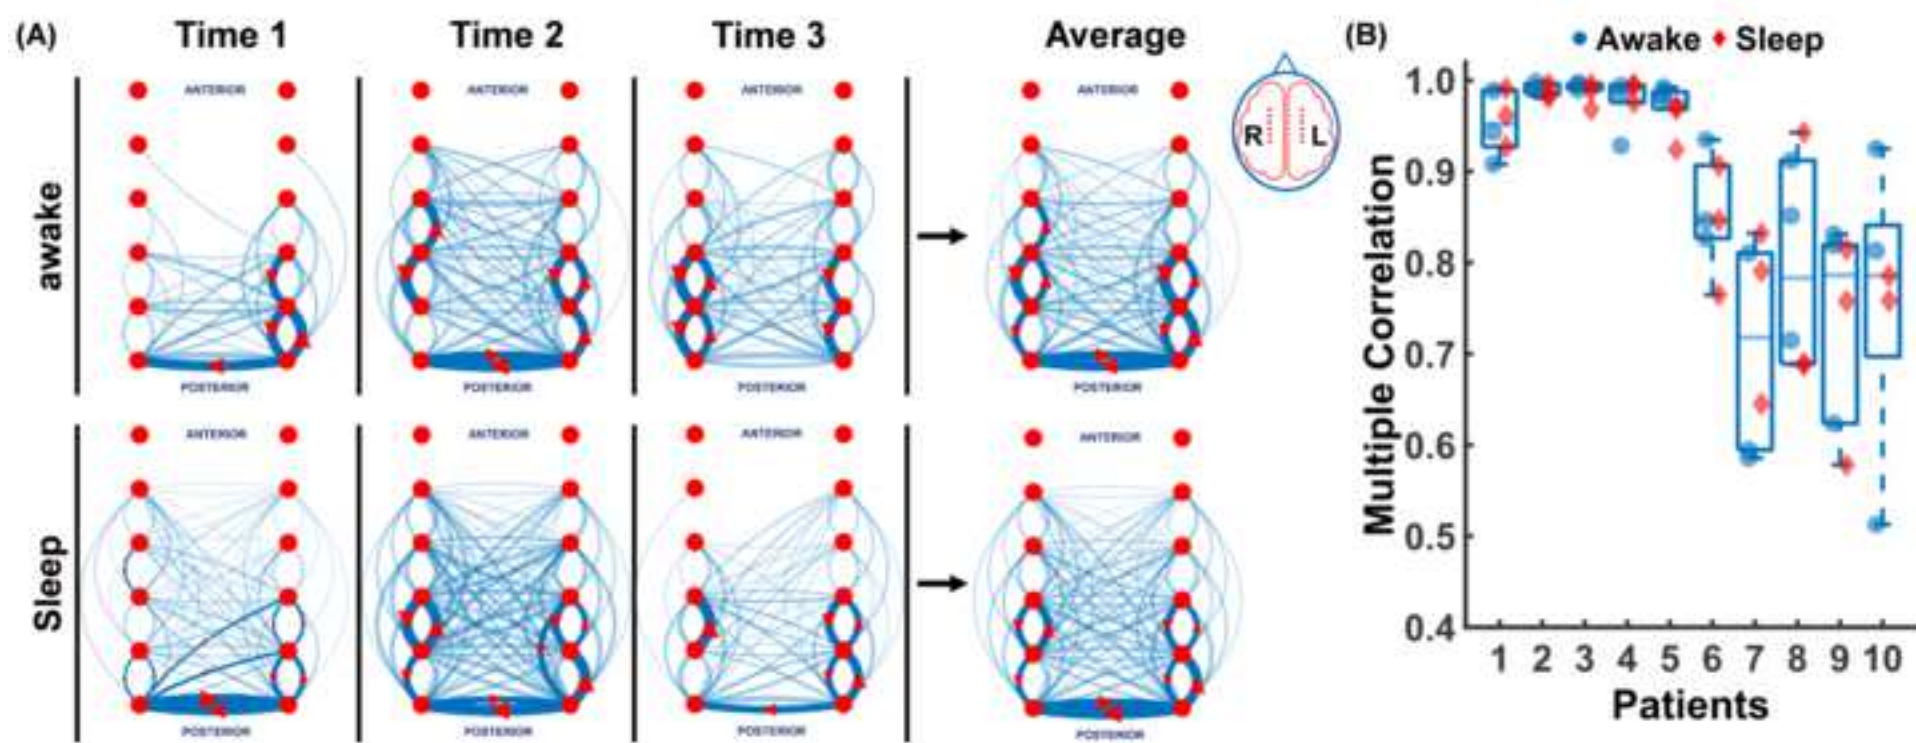 (A) Time 1 Time 2 Time 3 Average
awake
ANTERIOR ANTERIOR ANTERIOR ANTERIOR
POSTERIOR POSTERIOR POSTERIOR POSTERIOR
R L
Sleep
ANTERIOR ANTERIOR ANTERIOR ANTERIOR
POSTERIOR POSTERIOR POSTERIOR POSTERIOR
(B) Awake Sleep
Multiple Correlation
1.0
0.9
0.8
0.7
0.6
0.5
0.4
1 2 3 4 5 6 7 8 9 10
Patients